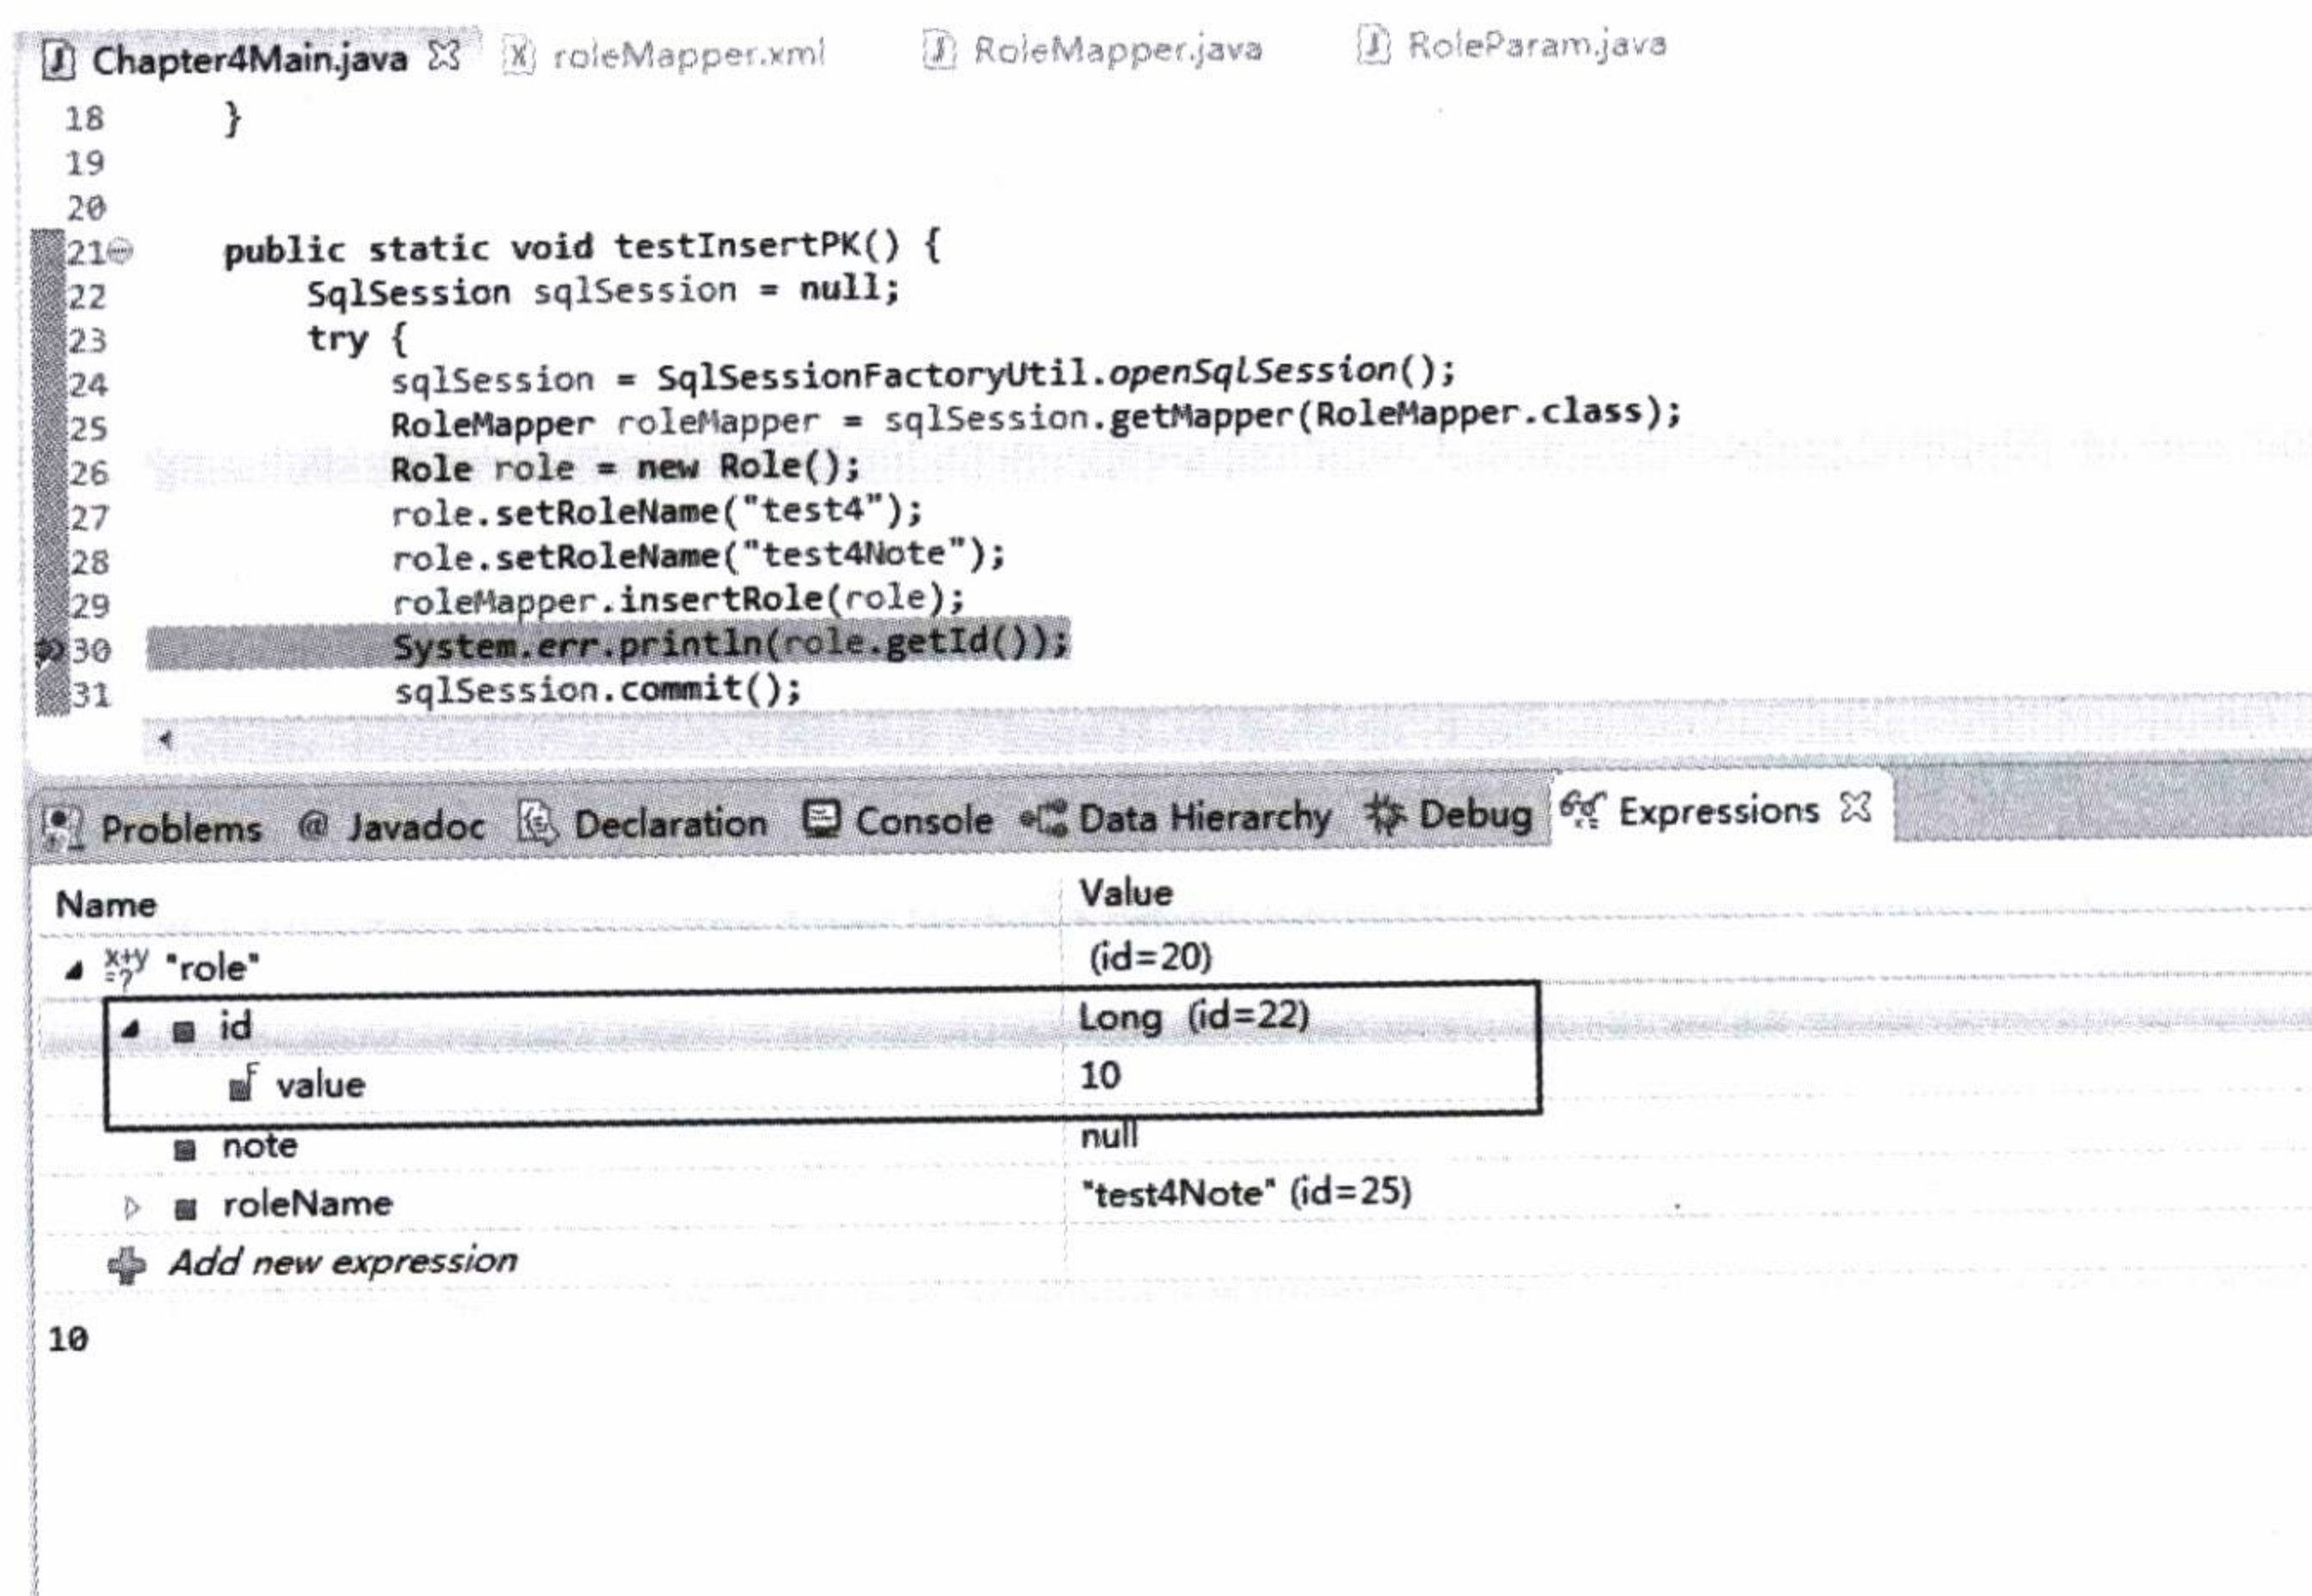 Chapter4Main.java roleMapper.xml RoleMapper.java RoleParam.java
18 }
19
20
21 public static void testInsertPK() {
22 SqlSession sqlSession = null;
23 try {
24 sqlSession = SqlSessionFactoryUtil.openSqlSession();
25 RoleMapper roleMapper = sqlSession.getMapper(RoleMapper.class);
26 Role role = new Role();
27 role.setRoleName("test4");
28 role.setRoleName("test4Note");
29 roleMapper.insertRole(role);
30 System.err.println(role.getId());
31 sqlSession.commit();
Problems @ Javadoc Declaration Console Data Hierarchy Debug Expressions
Name Value
"role" (id=20)
id Long (id=22)
value 10
note null
roleName "test4Note" (id=25)
Add new expression
10